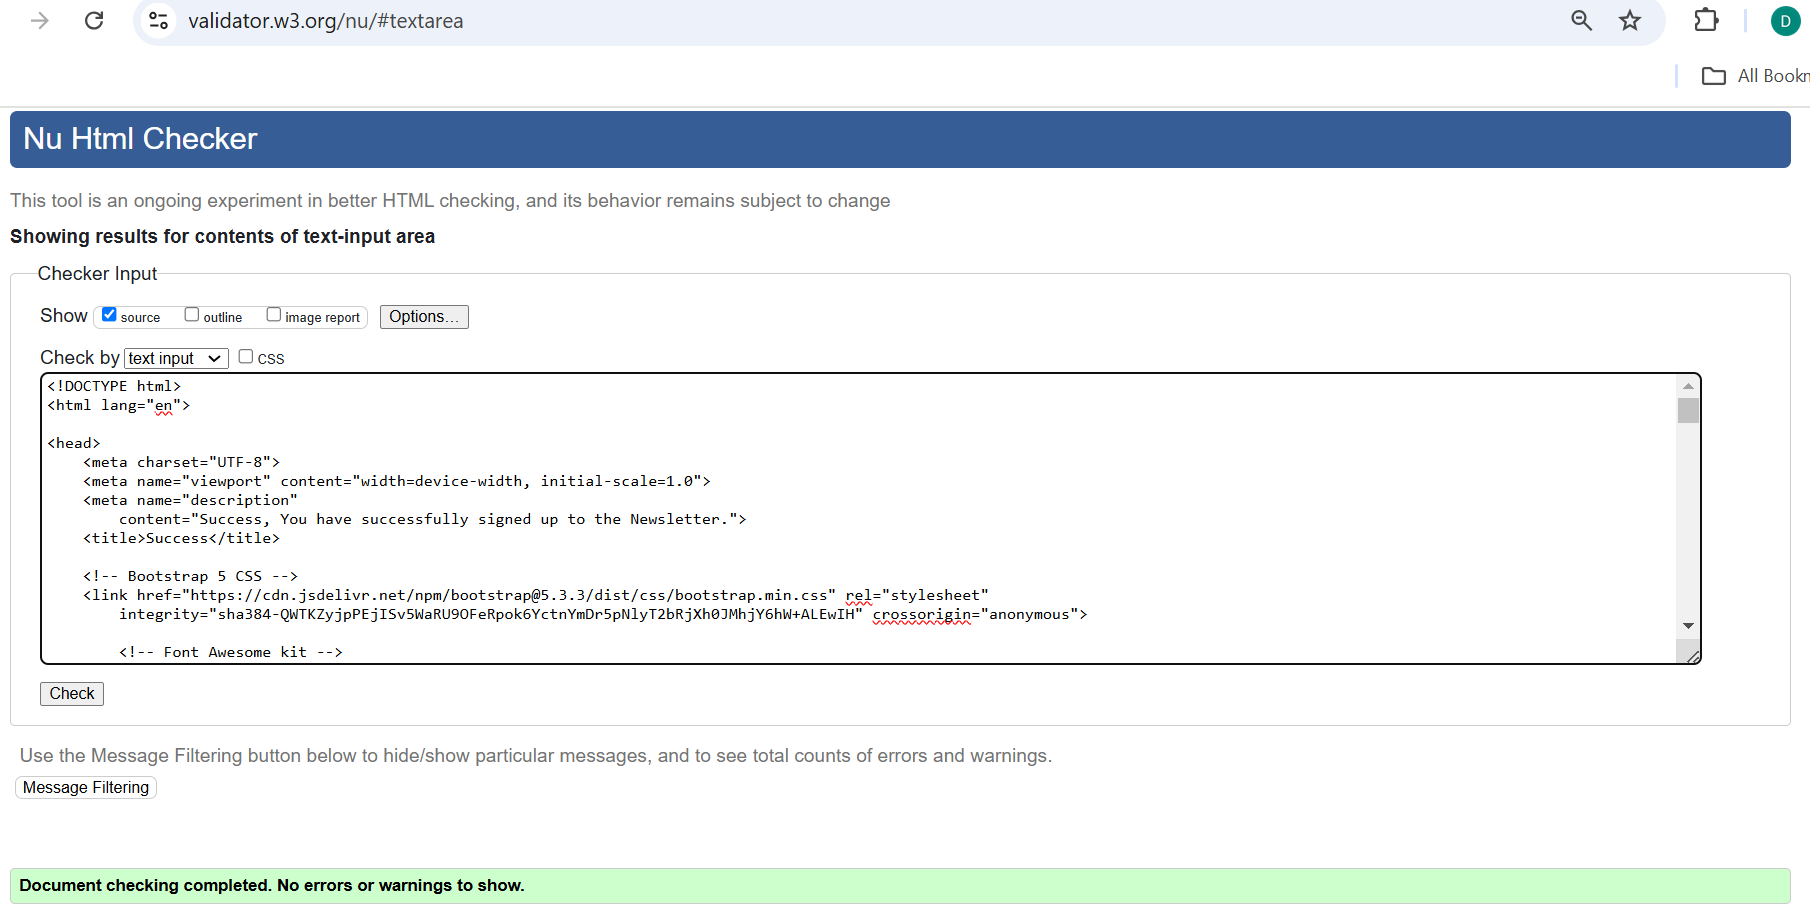 validator.w3.org/nu/#textarea
D
All Bookm
Nu Html Checker
This tool is an ongoing experiment in better HTML checking, and its behavior remains subject to change
Showing results for contents of text-input area
Checker Input
Show source outline image report Options...
Check by text input CSS
<!DOCTYPE html>
<html lang="en">
<head>
<meta charset="UTF-8">
<meta name="viewport" content="width=device-width, initial-scale=1.0">
<meta name="description"
content="Success, You have successfully signed up to the Newsletter.">
<title>Success</title>
<!-- Bootstrap 5 CSS -->
<link href="https://cdn.jsdelivr.net/npm/bootstrap@5.3.3/dist/css/bootstrap.min.css" rel="stylesheet"
integrity="sha384-QWTKZyjpPEjISv5WaRU9OFeRpok6YctnYmDr5pNlyT2bRjXh0JMhjY6hW+ALEwIH" crossorigin="anonymous">
<!-- Font Awesome kit -->
Check
Use the Message Filtering button below to hide/show particular messages, and to see total counts of errors and warnings.
Message Filtering
Document checking completed. No errors or warnings to show.